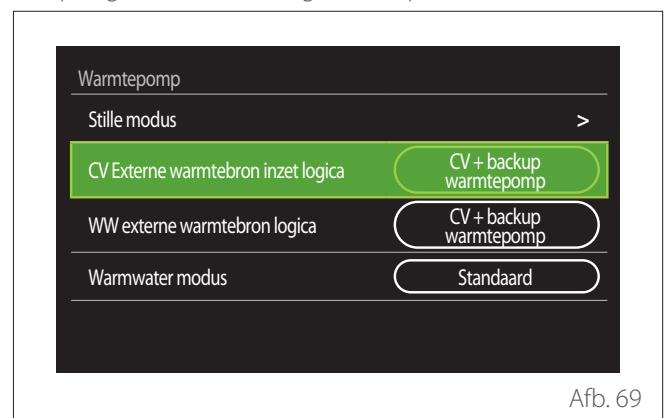 Warmtepomp
Stille modus >
CV Externe warmtebron inzet logica
CV + backup
warmtepomp
WW externe warmtebron logica
CV + backup
warmtepomp
Warmwater modus
Standaard
Afb. 69